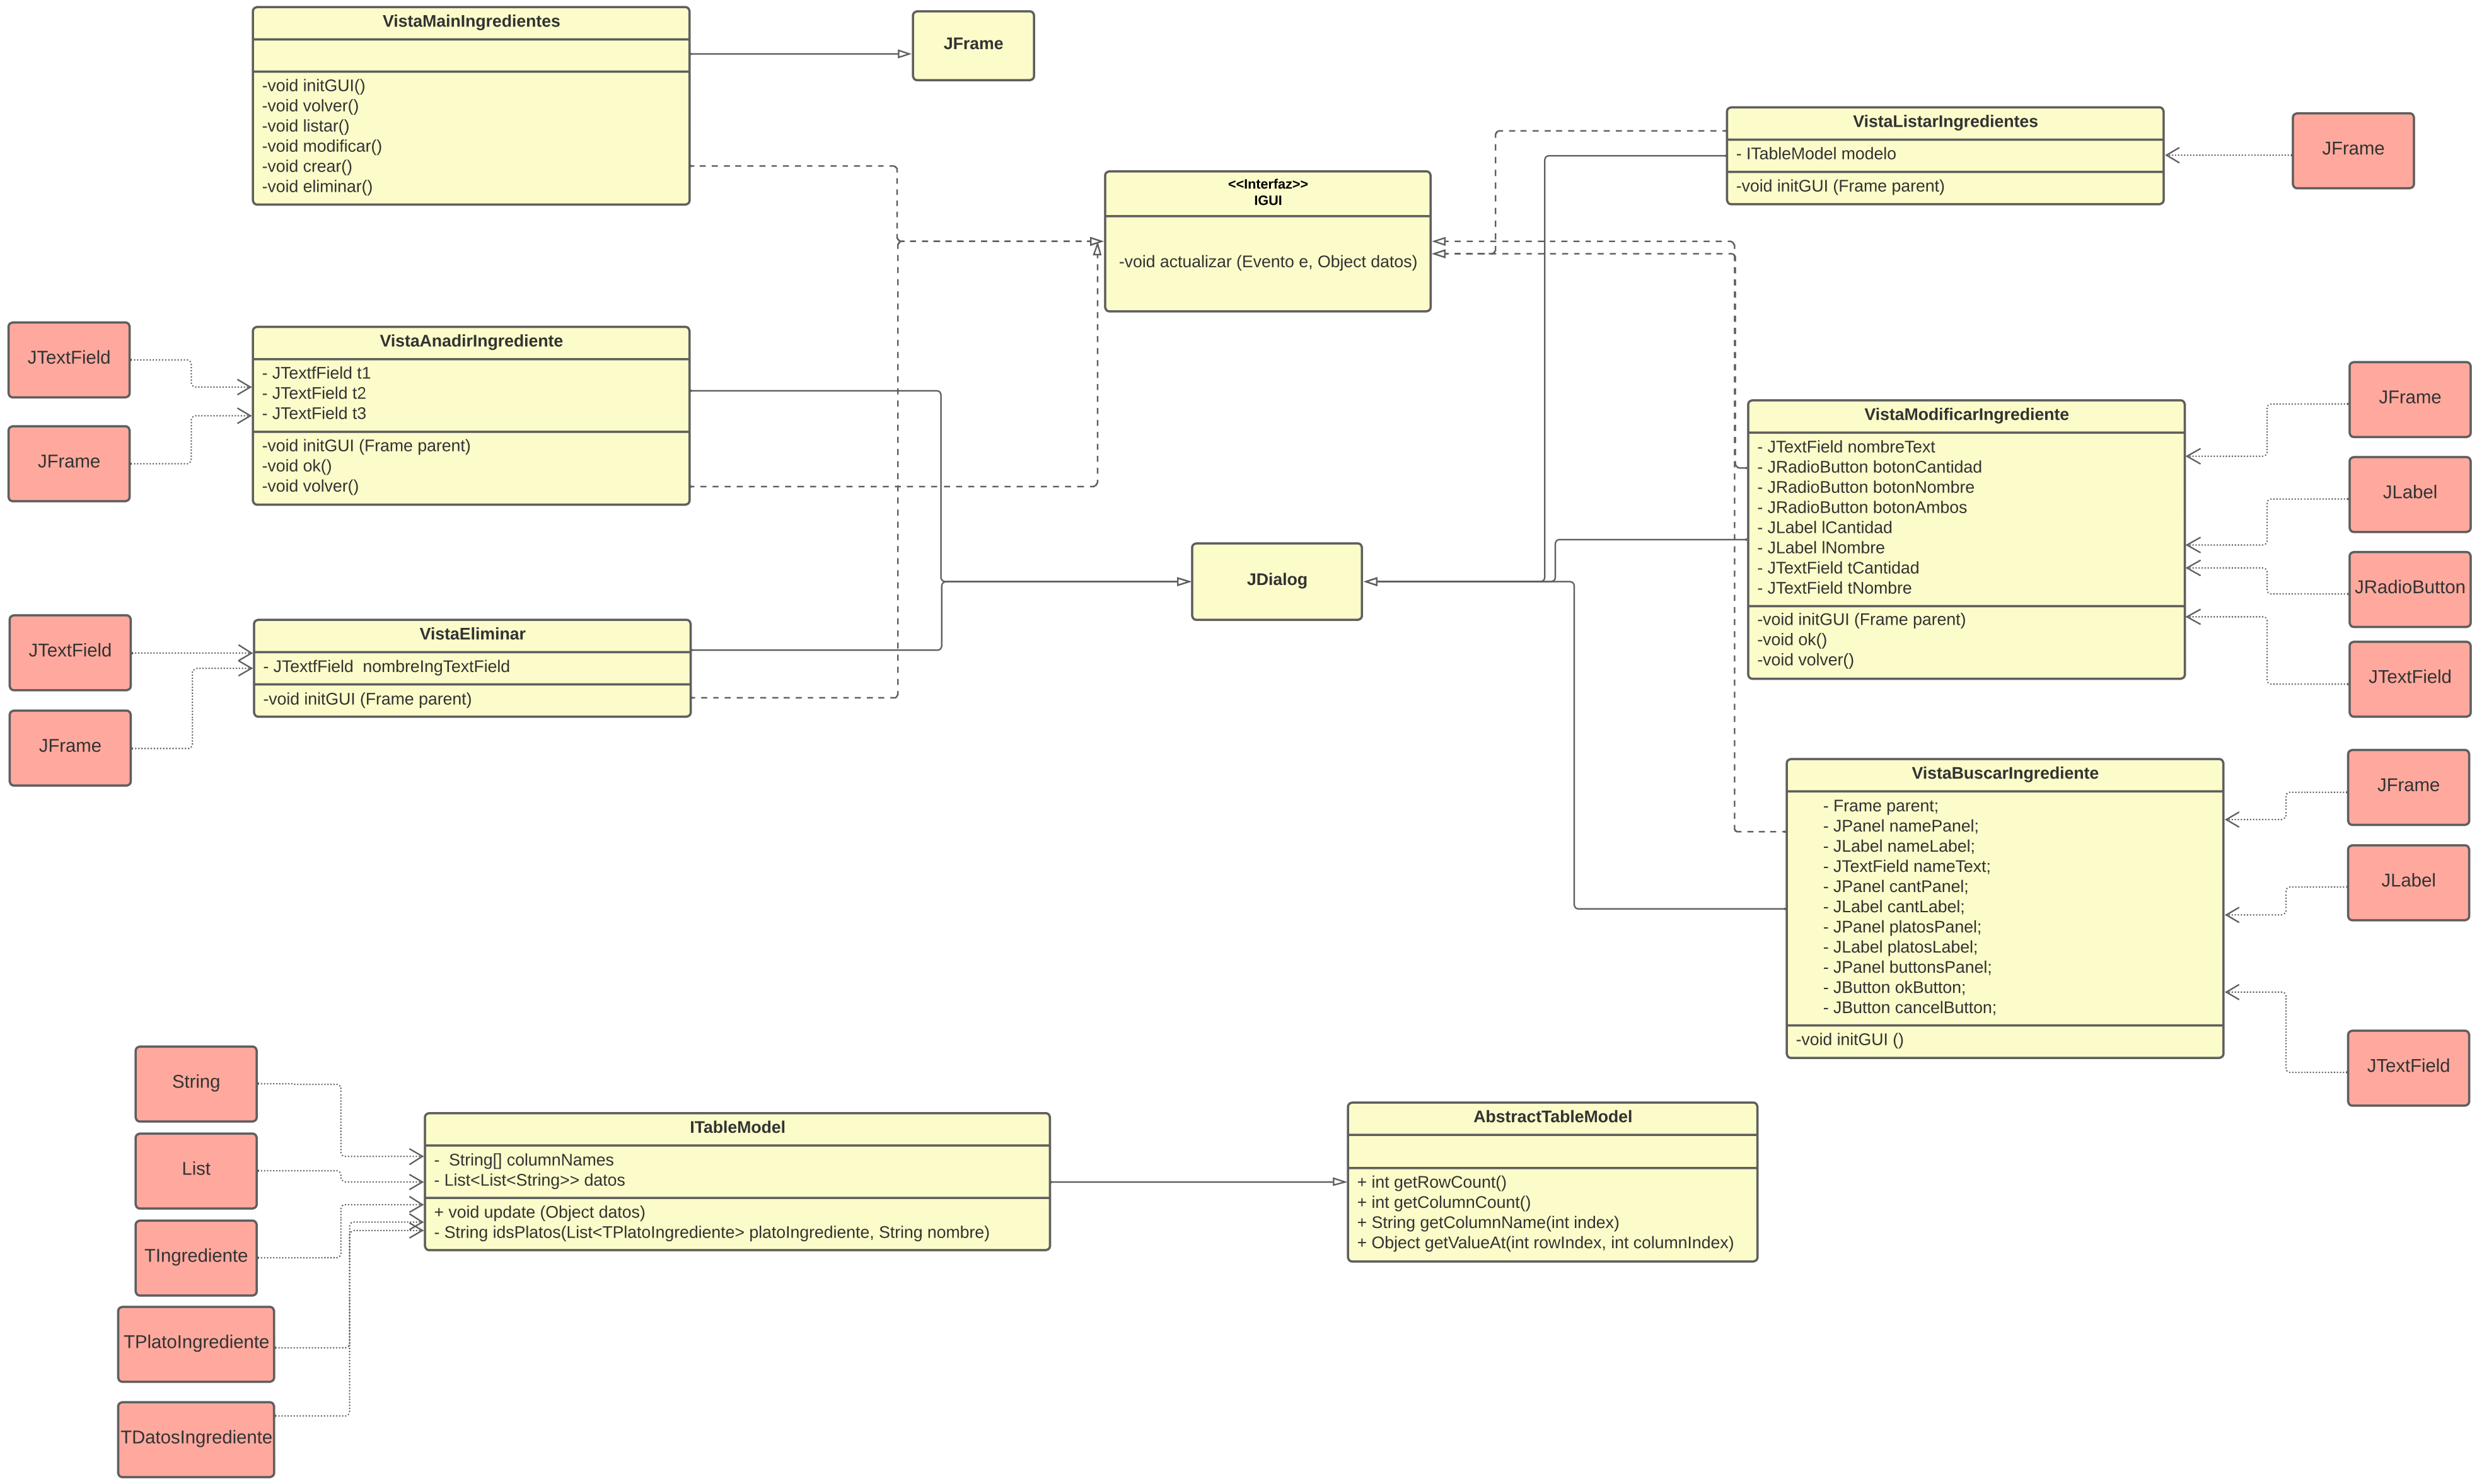 VistaMainIngredientes
-void initGUI()
-void volver()
-void listar()
-void modificar()
-void crear()
-void eliminar()
JFrame
<<Interfaz>>
IGUI
-void actualizar (Evento e, Object datos)
VistaListarIngredientes
- ITableModel modelo
-void initGUI (Frame parent)
JFrame
JTextField
JFrame
VistaAnadirIngrediente
- JTextfField t1
- JTextField t2
- JTextField t3
-void initGUI (Frame parent)
-void ok()
-void volver()
VistaModificarIngrediente
- JTextField nombreText
- JRadioButton botonCantidad
- JRadioButton botonNombre
- JRadioButton botonAmbos
- JLabel lCantidad
- JLabel lNombre
- JTextField tCantidad
- JTextField tNombre
-void initGUI (Frame parent)
-void ok()
-void volver()
JFrame
JLabel
JRadioButton
JTextField
JDialog
JTextField
JFrame
VistaEliminar
- JTextfField  nombreIngTextField
-void initGUI (Frame parent)
VistaBuscarIngrediente
- Frame parent;
- JPanel namePanel;
- JLabel nameLabel;
- JTextField nameText;
- JPanel cantPanel;
- JLabel cantLabel;
- JPanel platosPanel;
- JLabel platosLabel;
- JPanel buttonsPanel;
- JButton okButton;
- JButton cancelButton;
-void initGUI ()
JFrame
JLabel
JTextField
String
List
TIngrediente
TPlatoIngrediente
TDatosIngrediente
ITableModel
-  String[] columnNames
- List<List<String>> datos
+ void update (Object datos)
- String idsPlatos(List<TPlatoIngrediente> platoIngrediente, String nombre)
AbstractTableModel
+ int getRowCount()
+ int getColumnCount()
+ String getColumnName(int index)
+ Object getValueAt(int rowIndex, int columnIndex)